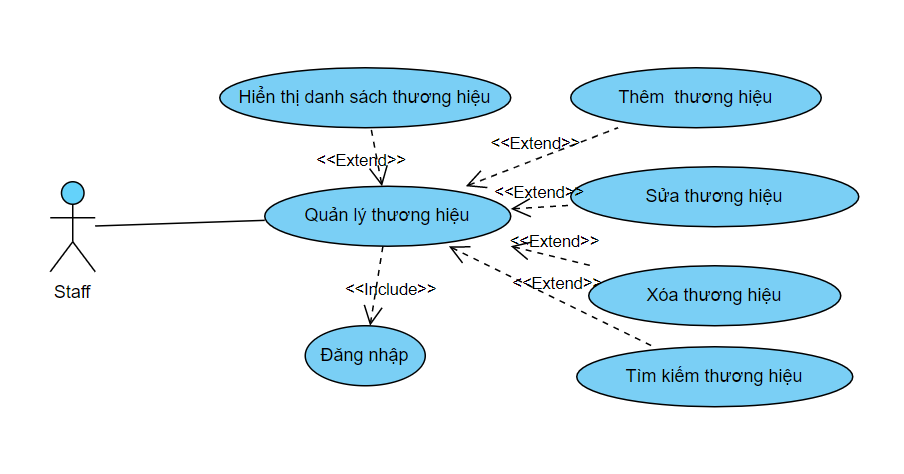 Hiển thị danh sách thương hiệu
Thêm  thương hiệu
<<Extend>>
<<Extend>>
<<Extend>>
Sửa thương hiệu
Quản lý thương hiệu
<<Extend>>
<<Extend>>
<<Include>>
Staff
Xóa thương hiệu
Đăng nhập
Tìm kiếm thương hiệu